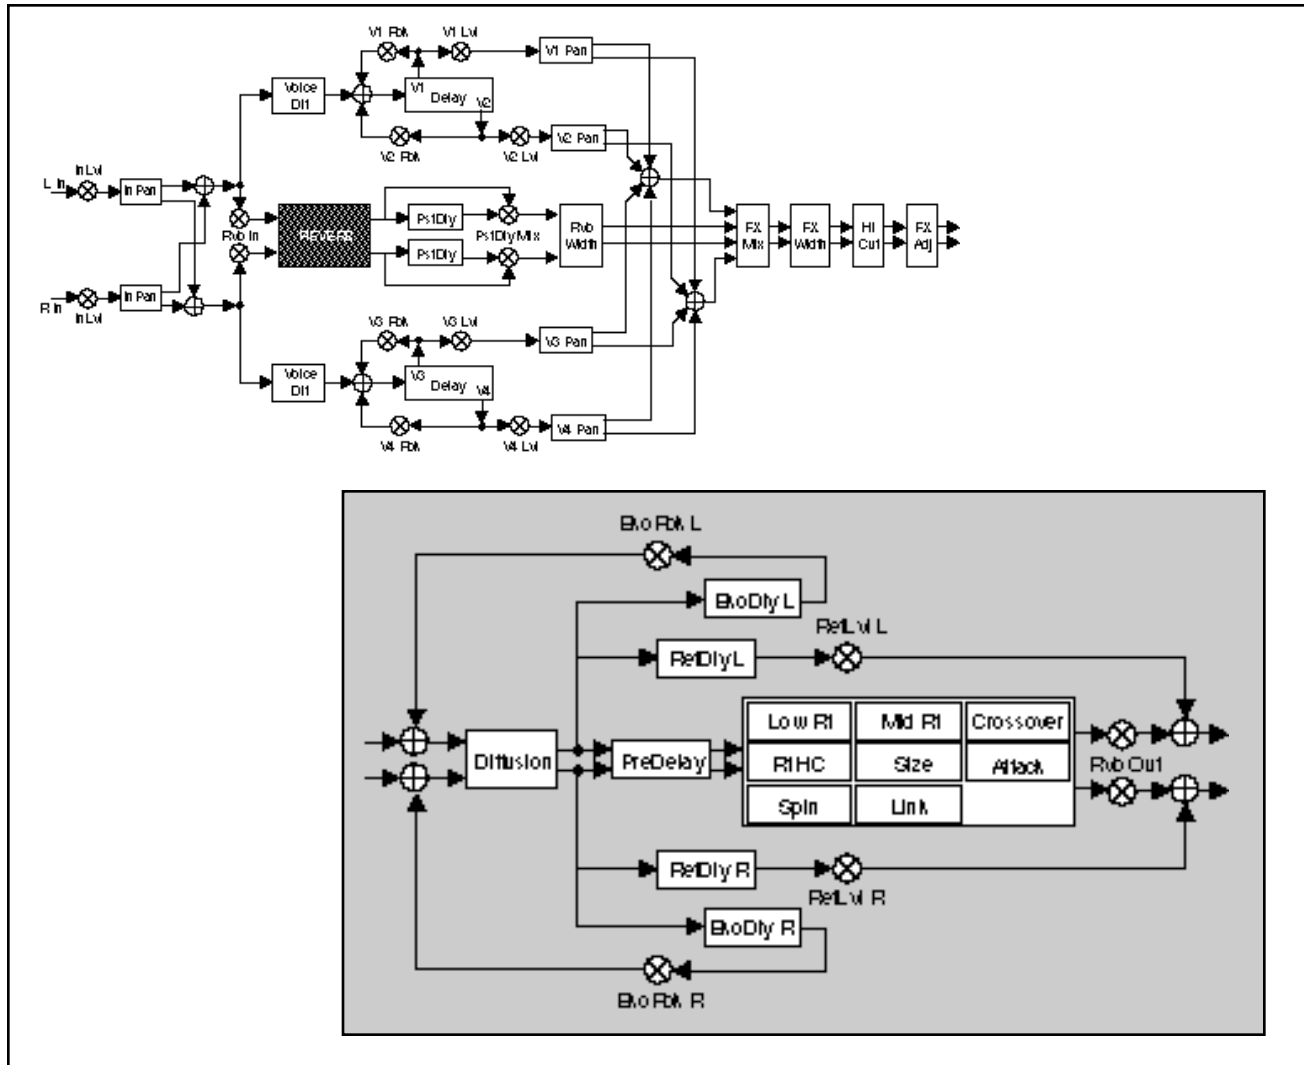 V1 Fbk
V1 Lvl
V1 Pan
Voice
Dif
V1
Delay
V2
V2 Fbk
V2 Lvl
V2 Pan
In Lvl
L In
In Pan
Rvb In
REVERB
PstDly
PstDly
PstDlyMix
Rvb
Width
FX
Mix
FX
Width
Hi
Cut
FX
Adj
R In
In Lvl
In Pan
V3 Fbk
V3 Lvl
V3 Pan
Voice
Dif
V3
Delay
V4
V4 Fbk
V4 Lvl
V4 Pan
EkoFbk L
EkoDly L
RefLvl L
RefDly L
Low Rt
Mid Rt
Crossover
Diffusion
PreDelay
RtHC
Size
Attack
Rvb Out
Spin
Link
RefDly R
RefLvl R
EkoDly R
EkoFbk R